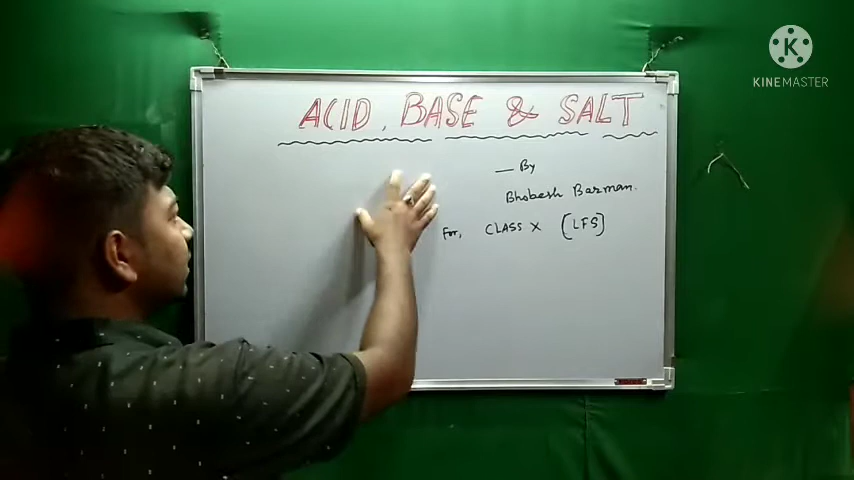 KINEMASTER
ACID, BASE & SALT
— By
Bhobesh Barman.
For, CLASS X [LFS]